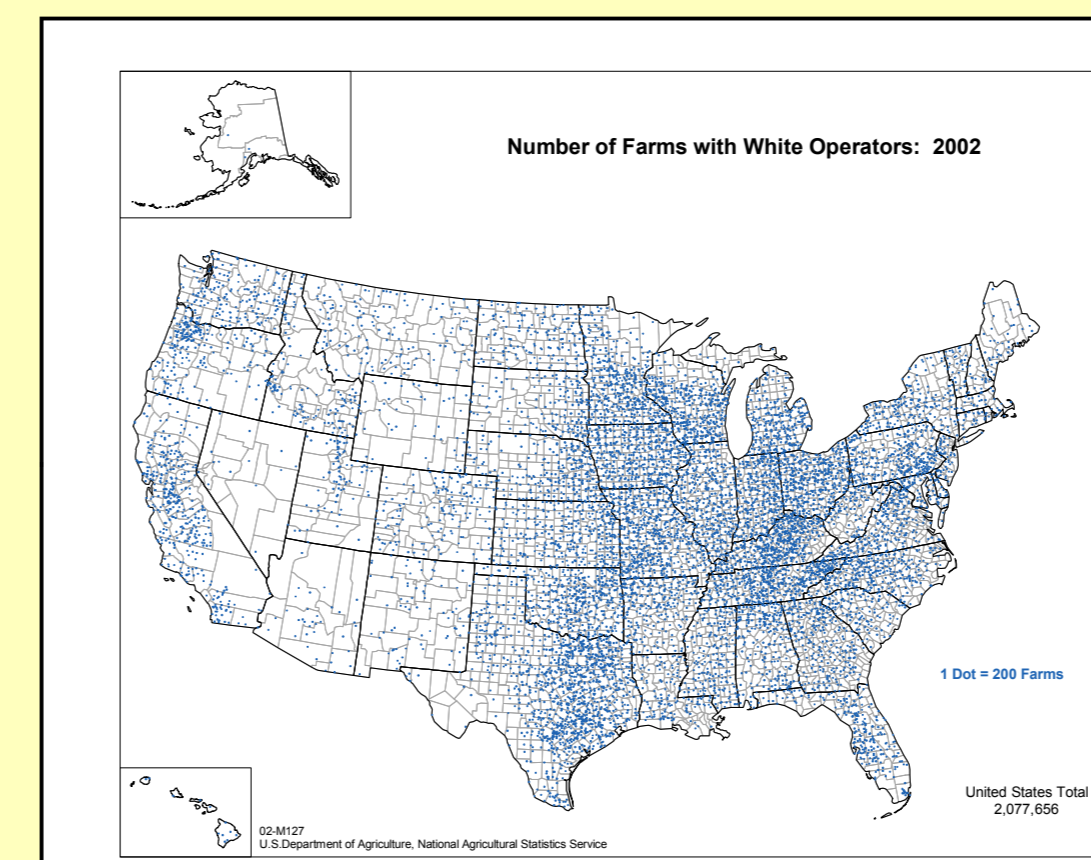 Number of Farms with White Operators: 2002
1 Dot = 200 Farms
United States Total
2,077,656
02-M127
U.S.Department of Agriculture, National Agricultural Statistics Service